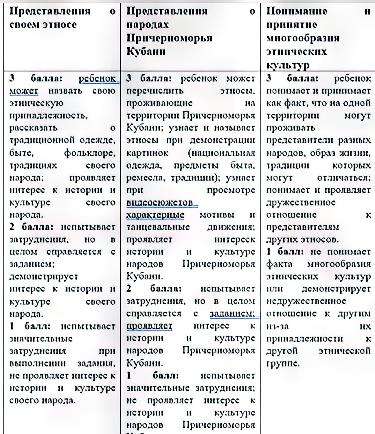 Представления о
своем этносе
3 балла: ребенок
может назвать свою
этническую
принадлежность,
рассказать о
традиционной одежде,
быте, фольклоре,
традициях своего
народа; проявляет
интерес к истории и
культуре своего
народа.
2 балла: испытывает
затруднения, но в
целом справляется с
задании;
демонстрирует
интерес к истории и
культуре своего
народа.
1 балл: испытывает
значительные
затруднения при
выполнении задания,
не проявляет интерес к
истории и культуре
своего народа.
Представления о
народах
Причерноморья
Кубани
3 балла: ребенок может
перечислить этносы,
проживающие на
территории Причерноморья
Кубани; узнает и называет
этносы при демонстрации
картинок (национальная
одежда, предметы быта,
ремесла, традиции); узнает
при просмотре
видеосюжетов
характерные мотивы и
танцевальные движения;
проявляет интерес к
истории и культуре
народов Причерноморья
Кубани.
2 балла: испытывает
затруднения, но в целом
справляется с заданием;
проявляет интерес к
истории и культуре
народов Причерноморья
Кубани.
1 балл: испытывает
значительные затруднения;
не проявляет интерес к
истории и культуре
народов Причерноморья
Понимание и
принятие
многообразия
этнических
культур
3 балла: ребенок
понимает и принимает
как факт, что на одной
территории могут
проживать
представители разных
народов, образ жизни,
традиции которых
могут отличаться;
понимает и проявляет
дружественное
отношение к
представителям
других этносов.
1 балл: не понимает
факта многообразия
этнических культур
или демонстрирует
недружественное
отношение к другим
из-за их
принадлежности к
другой этнической
группе.